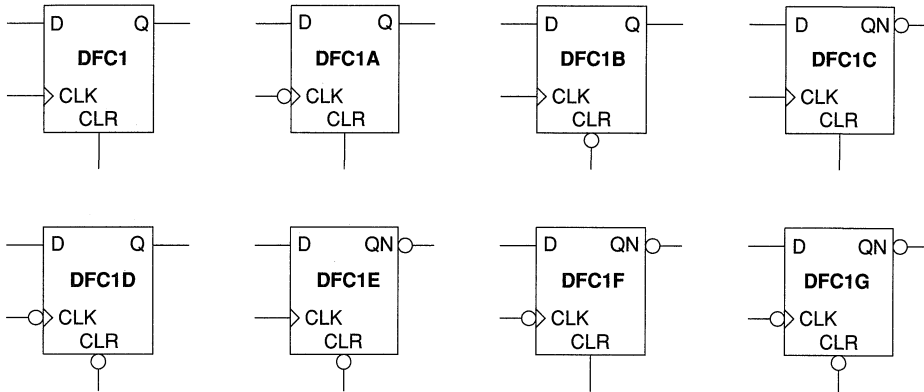 D Q D Q D Q D QN
DFC1 DFC1A DFC1B DFC1C
CLK CLK CLK CLK
CLR CLR CLR CLR
D Q D QN D QN D QN
DFC1D DFC1E DFC1F DFC1G
CLK CLK CLK CLK
CLR CLR CLR CLR